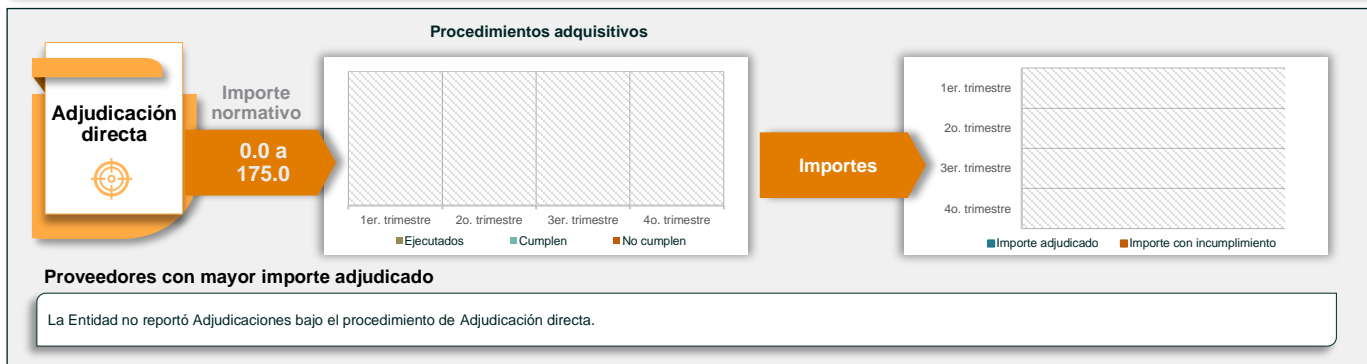 Procedimientos adquisitivos
Adjudicación
directa
Importe
normativo
0.0 a
175.0
1er. trimestre
2o. trimestre
3er. trimestre
4o. trimestre
Ejecutados
Cumplen
No cumplen
Importes
1er. trimestre
2o. trimestre
3er. trimestre
4o. trimestre
Importe adjudicado
Importe con incumplimiento
Proveedores con mayor importe adjudicado
La Entidad no reportó Adjudicaciones bajo el procedimiento de Adjudicación directa.